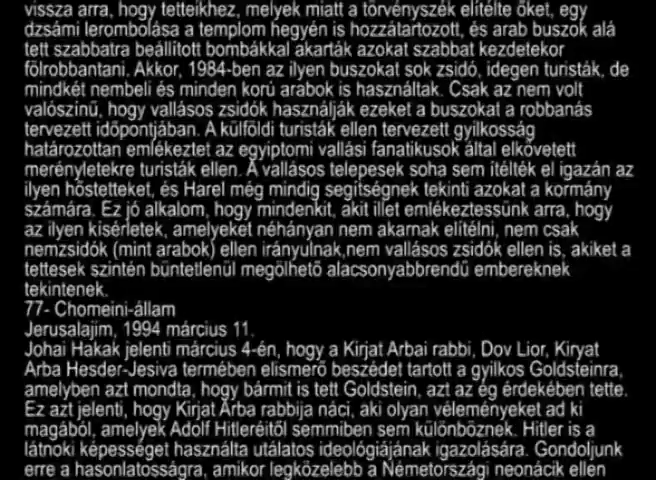 vissza arra, hogy tetteikhez, melyek miatt a törvényszék elítélte őket, egy
dzsámi lerombolása a templom hegyén is hozzátartozott, és arab buszok alá
tett szabbatra beállított bombákkal akarták azokat szabbat kezdetekor
fölrobbantani. Akkor, 1984-ben az ilyen buszokat sok zsidó, idegen turisták, de
mindkét nembeli és minden korú arabok is használtak. Csak az nem volt
valószínű, hogy vallásos zsidók használják ezeket a buszokat a robbanás
tervezett időpontjában. A külföldi turisták ellen tervezett gyilkosság
határozottan emlékeztet az egyiptomi vallási fanatikusok által elkövetett
merényletekre turisták ellen. A vallásos telepesek soha sem ítélték el igazán az
ilyen hőstetteket, és Harel még mindig segítségnek tekinti azokat a kormány
számára. Ez jó alkalom, hogy mindenkit, akit illet emlékeztessünk arra, hogy
az ilyen kísérletek, amelyeket néhányan nem akarnak elítélni, nem csak
nemzsidók (mint arabok) ellen irányulnak,nem vallásos zsidók ellen is, akiket a
tettesek szintén büntetlenül megölhető alacsonyabbrendű embereknek
tekintenek.
77- Chomeini-állam
Jerusalajim, 1994 március 11.
Johai Hakak jelenti március 4-én, hogy a Kirjat Arbai rabbi, Dov Lior, Kiryat
Arba Hesder-Jesiva termében elismerő beszédet tartott a gyilkos Goldsteinra,
amelyben azt mondta, hogy bármit is tett Goldstein, azt az ég érdekében tette.
Ez azt jelenti, hogy Kirjat Arba rabbija náci, aki olyan véleményeket ad ki
magából, amelyek Adolf Hitleréitől semmiben sem különböznek. Hitler is a
látnoki képességet használta utálatos ideológiájának igazolására. Gondoljunk
erre a hasonlatosságra, amikor legközelebb a Németországi neonácik ellen